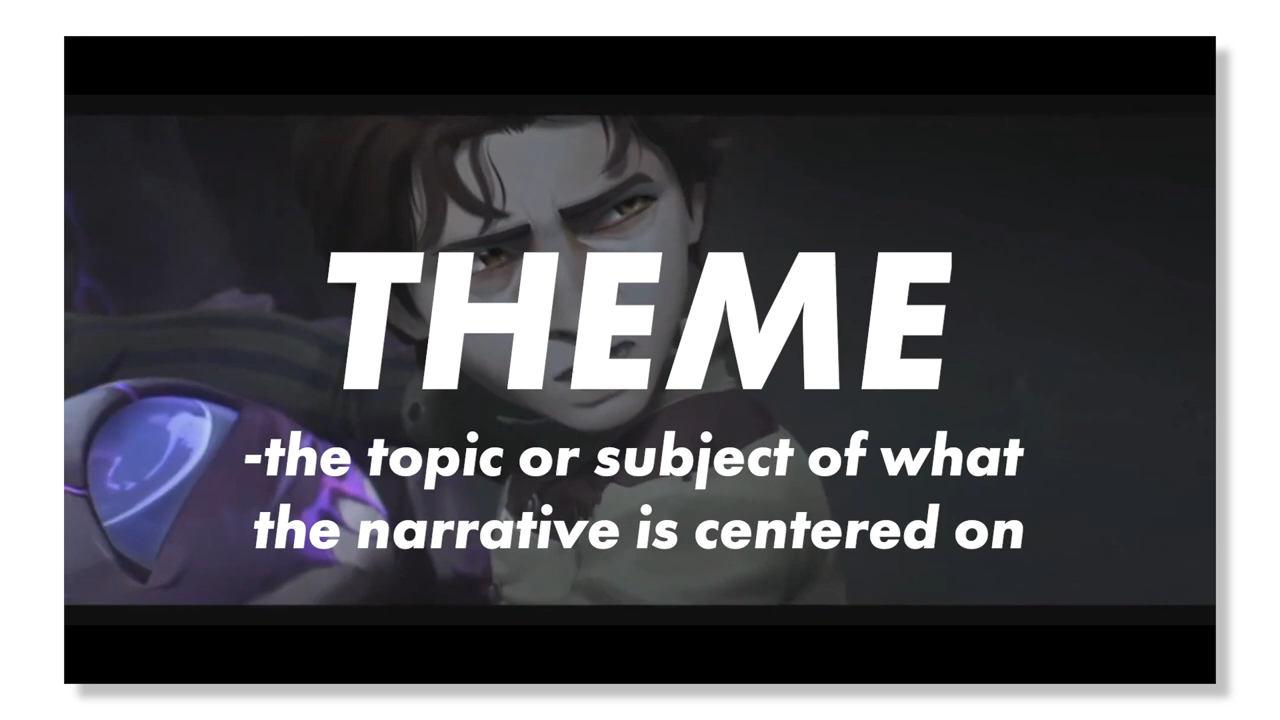 THEME
-the topic or subject of what
the narrative is centered on